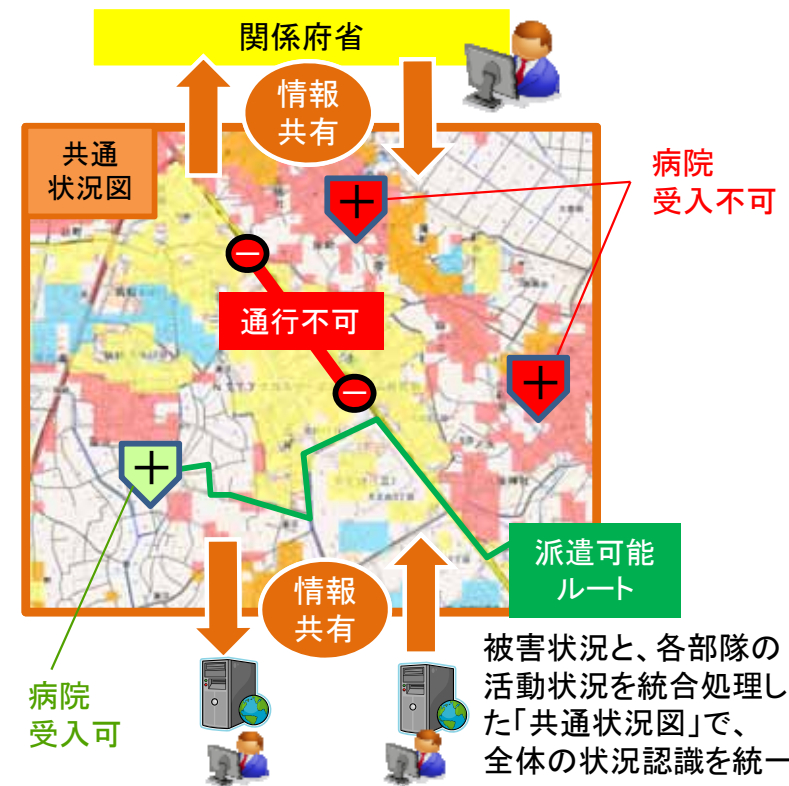 関係府省
情報
共有
共通
状況図
病院
受入不可
通行不可
派遣可能
ルート
情報
共有
病院
受入可
被害状況と、各部隊の
活動状況を統合処理し
た「共通状況図」で、
全体の状況認識を統一